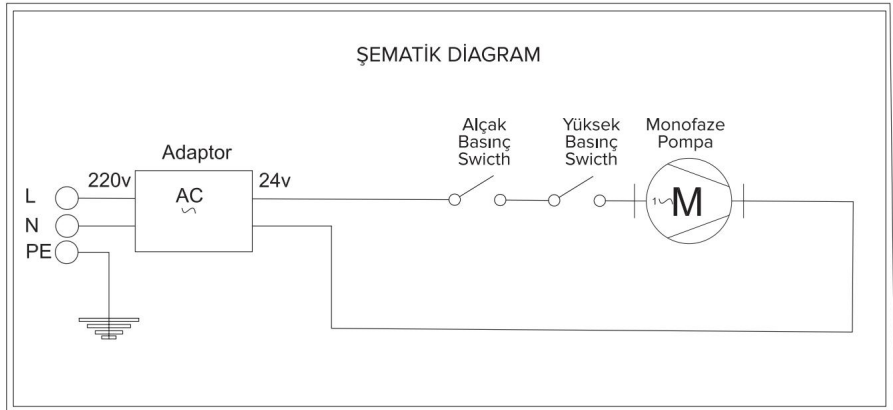 ŞEMATİK DİAGRAM
Alçak
Basınç
Swicth
Yüksek
Basınç
Swicth
Monofaze
Pompa
Adaptor
L
220v
AC
24v
N
PE
1
M